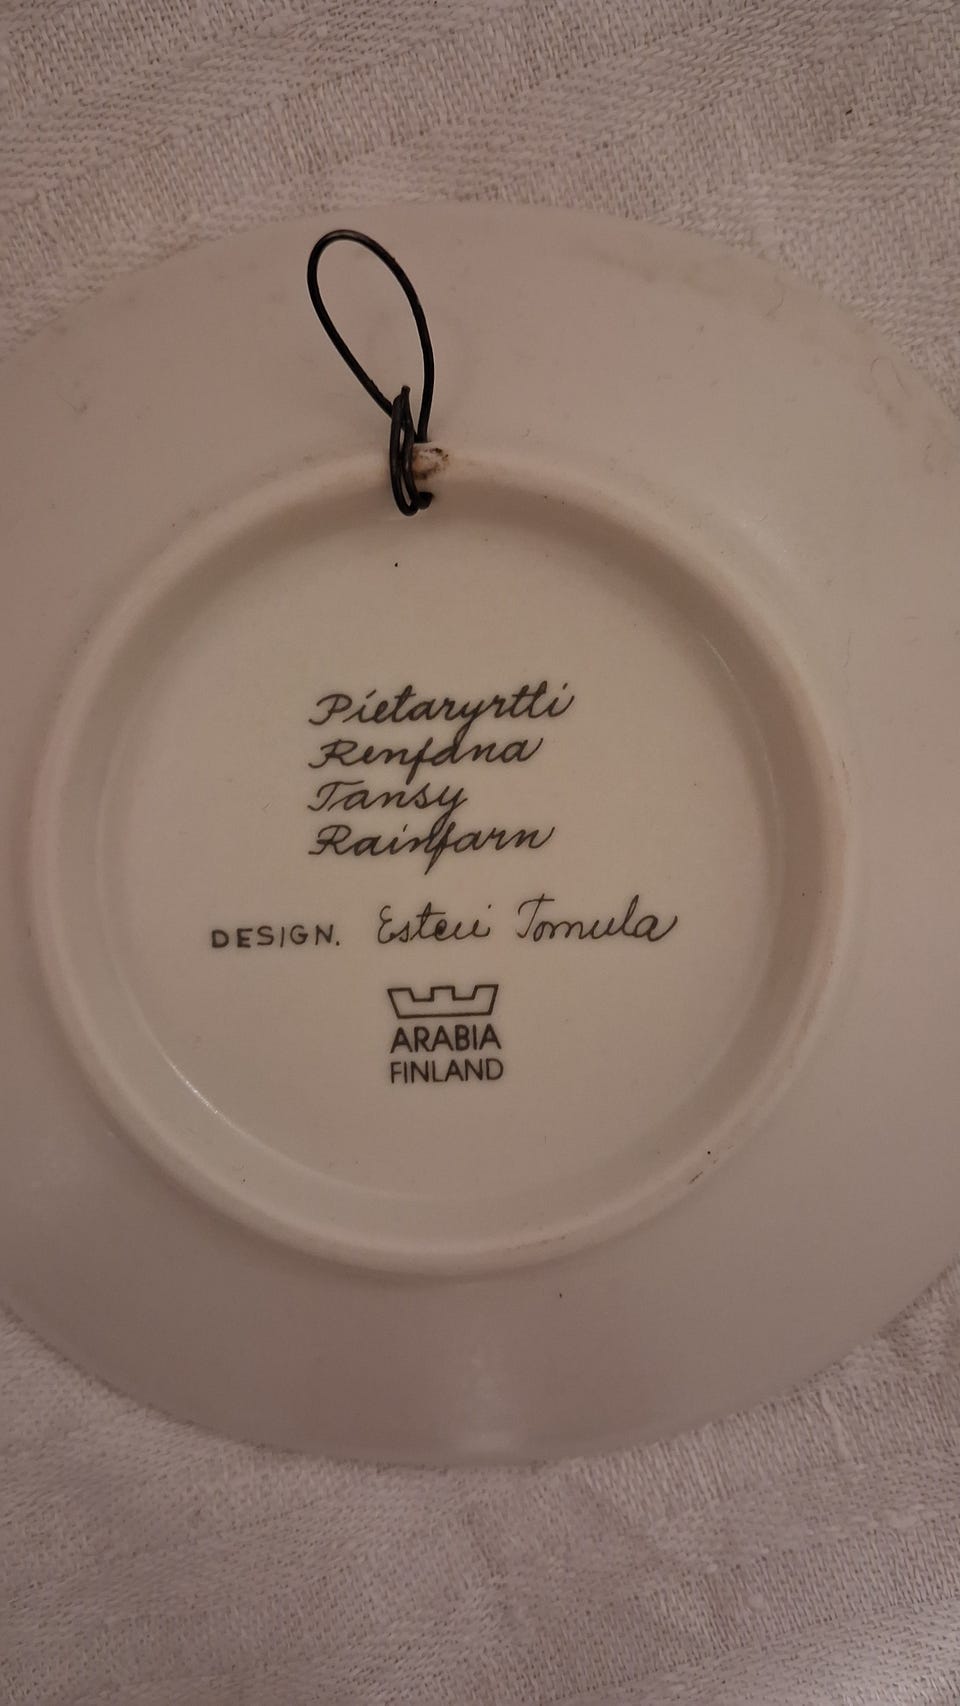 Pietaryrtti
Renfana
Tansy
Rainfarn
DESIGN. Esteri Tomula
ARABIA
FINLAND